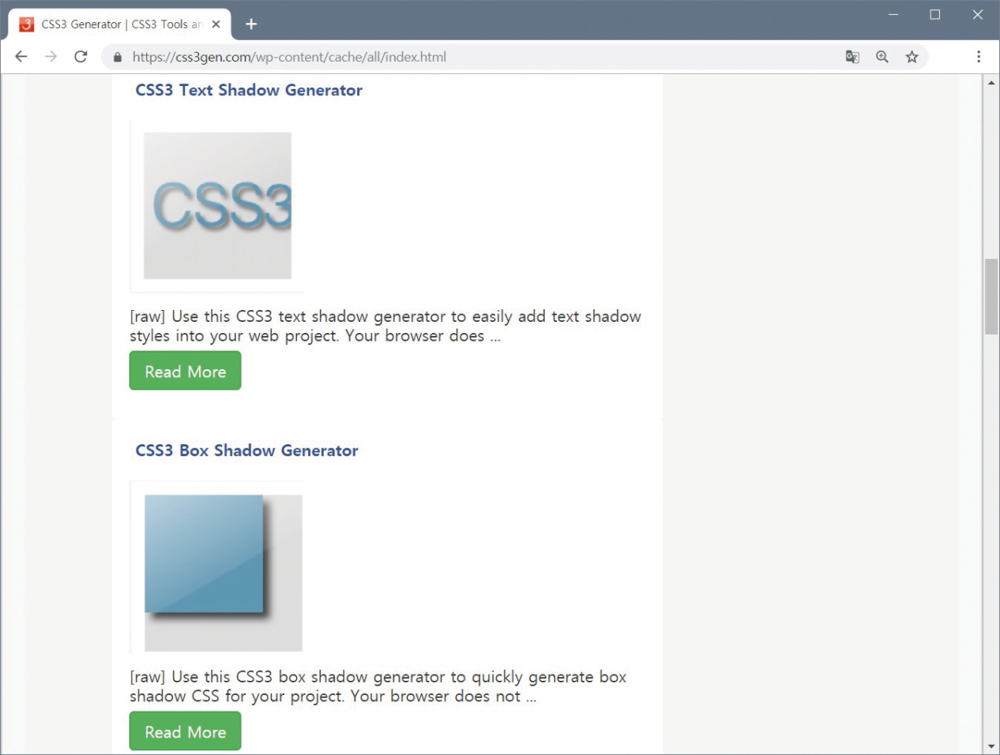 CSS3 Generator | CSS3 Tools an
https://css3gen.com/wp-content/cache/all/index.html
CSS3 Text Shadow Generator
CSS3
[raw] Use this CSS3 text shadow generator to easily add text shadow
styles into your web project. Your browser does ...
Read More
CSS3 Box Shadow Generator
[raw] Use this CSS3 box shadow generator to quickly generate box
shadow CSS for your project. Your browser does not ...
Read More